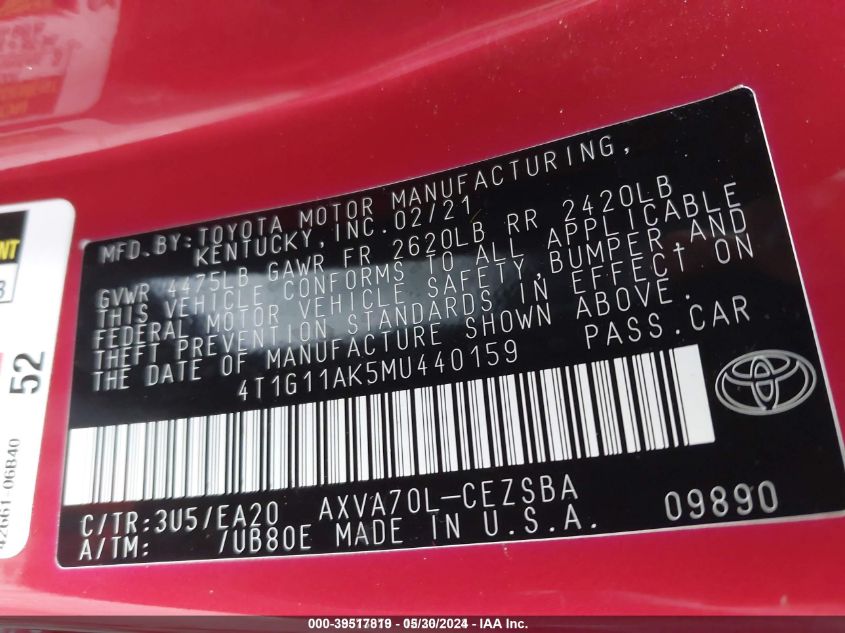 MFD. BY: TOYOTA MOTOR MANUFACTURING,
KENTUCKY, INC. 02/21
GVWR 4475LB GAWR FR 2620LB RR 2420LB
THIS VEHICLE CONFORMS TO ALL APPLICABLE
FEDERAL MOTOR VEHICLE SAFETY, BUMPER, AND
THEFT PREVENTION STANDARDS IN EFFECT ON
THE DATE OF MANUFACTURE SHOWN ABOVE.
4T1G11AK5MU440159 PASS.CAR
C/TR: 3U5/EA20 AXVA70L-CEZSBA 09890
A/TM: /UB80E MADE IN U.S.A.
52
42661-06B40
000-39517819 - 05/30/2024 - IAA Inc.